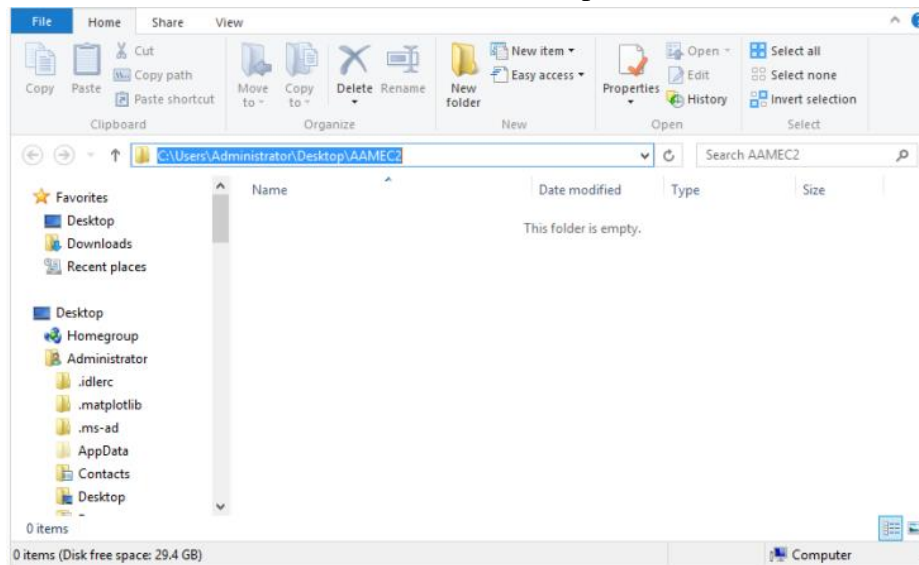 File Home Share View
Cut
Copy path
Paste shortcut
Copy Paste
Clipboard
Move to
Copy to
Delete Rename
Organize
New folder
New item
Easy access
New
Properties
Open
Edit
History
Open
Select all
Select none
Invert selection
Select
C:\Users\Administrator\Desktop\AAMEC2
Search AAMEC2
Name Date modified Type Size
This folder is empty.
Favorites
Desktop
Downloads
Recent places
Desktop
Homegroup
Administrator
.idlerc
.matplotlib
.ms-ad
AppData
Contacts
Desktop
0 items
0 items (Disk free space: 29.4 GB) Computer